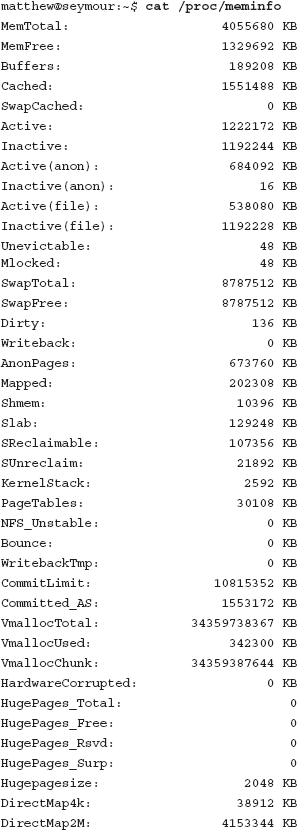 matthew@seymour:~$ cat /proc/meminfo
MemTotal: 4055680 KB
MemFree: 1329692 KB
Buffers: 189208 KB
Cached: 1551488 KB
SwapCached: 0 KB
Active: 1222172 KB
Inactive: 1192244 KB
Active(anon): 684092 KB
Inactive(anon): 16 KB
Active(file): 538080 KB
Inactive(file): 1192228 KB
Unevictable: 48 KB
Mlocked: 48 KB
SwapTotal: 8787512 KB
SwapFree: 8787512 KB
Dirty: 136 KB
Writeback: 0 KB
AnonPages: 673760 KB
Mapped: 202308 KB
Shmem: 10396 KB
Slab: 129248 KB
SReclaimable: 107356 KB
SUnreclaim: 21892 KB
KernelStack: 2592 KB
PageTables: 30108 KB
NFS_Unstable: 0 KB
Bounce: 0 KB
WritebackTmp: 0 KB
CommitLimit: 10815352 KB
Committed_AS: 1553172 KB
VmallocTotal: 34359738367 KB
VmallocUsed: 342300 KB
VmallocChunk: 34359387644 KB
HardwareCorrupted: 0 KB
HugePages_Total: 0
HugePages_Free: 0
HugePages_Rsvd: 0
HugePages_Surp: 0
Hugepagesize: 2048 KB
DirectMap4k: 38912 KB
DirectMap2M: 4153344 KB